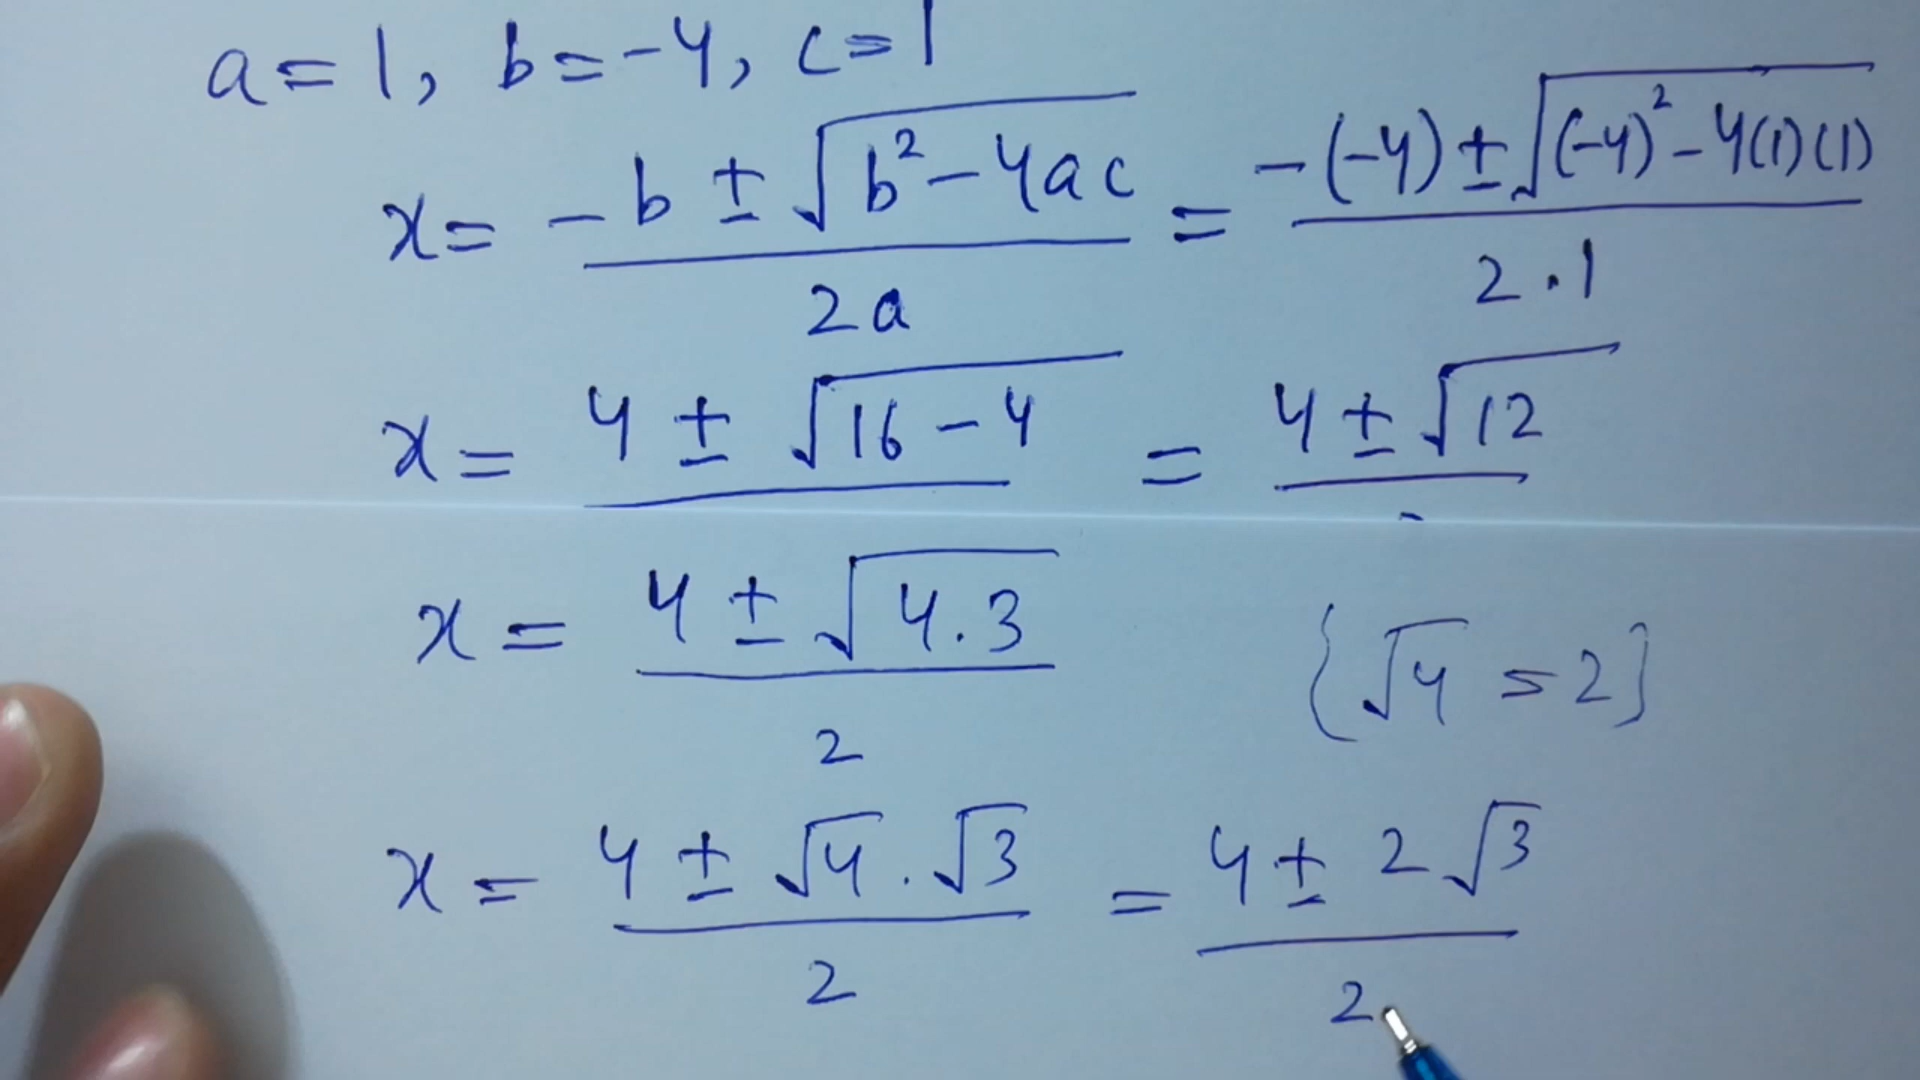 a = 1, b = -4, c = 1
x = -b ± √(b² - 4ac) / 2a = -(-4) ± √((-4)² - 4(1)(1)) / 2·1
x = 4 ± √(16 - 4) = 4 ± √12
x = 4 ± √(4.3) / 2 {√4 = 2}
x = 4 ± √4 . √3 / 2 = 4 ± 2√3 / 2